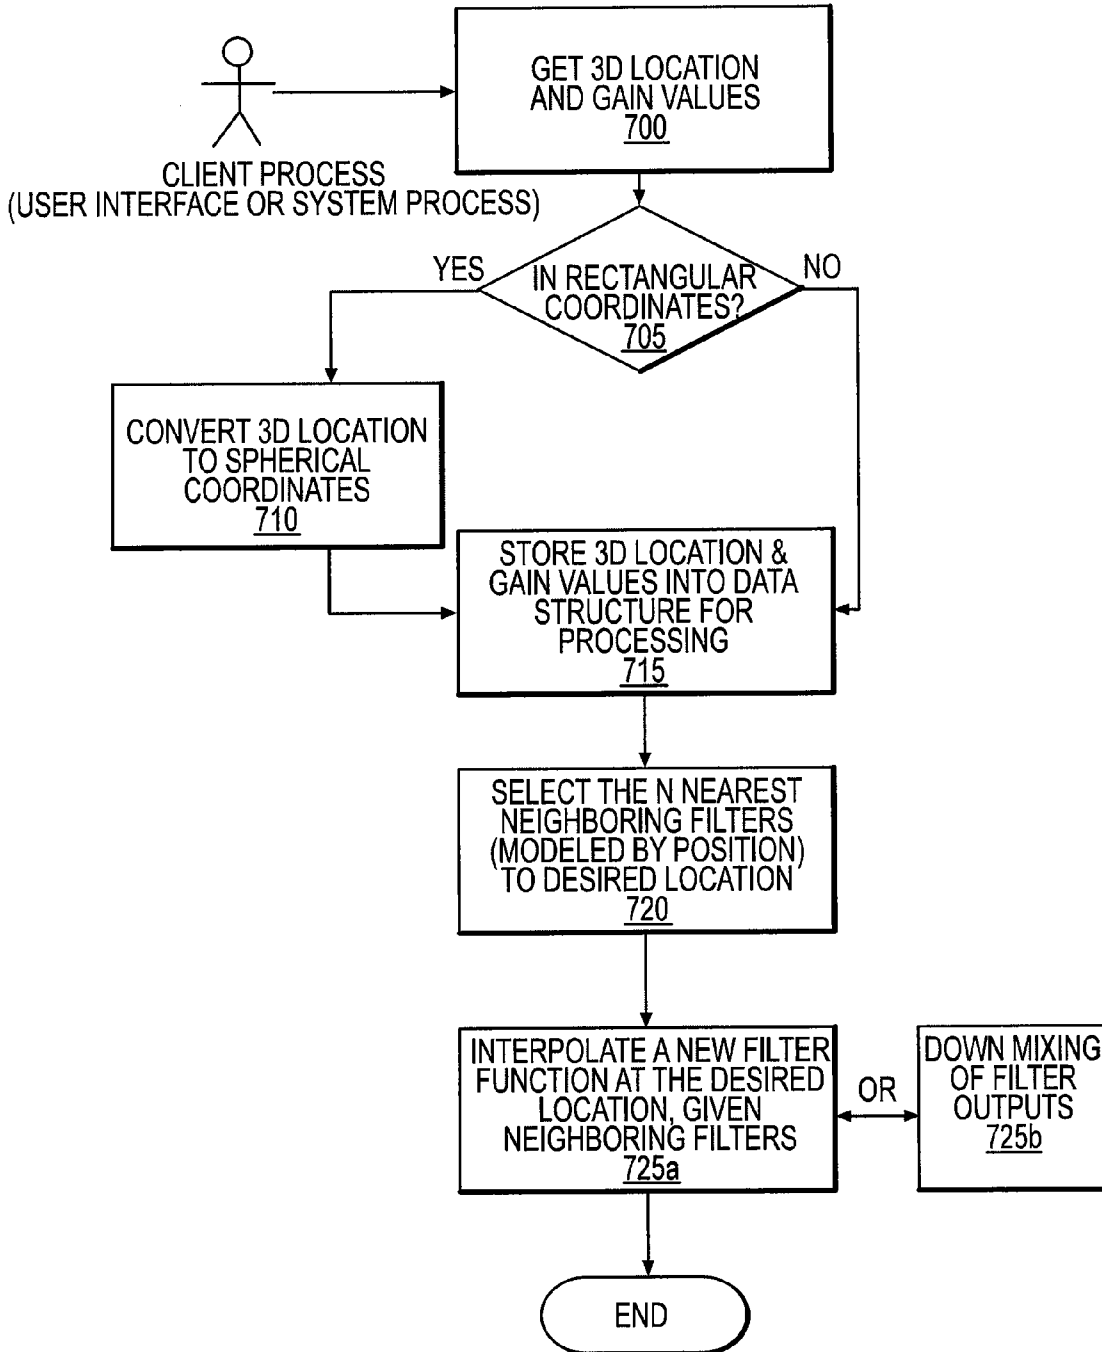 GET 3D LOCATION
AND GAIN VALUES
700
CLIENT PROCESS
(USER INTERFACE OR SYSTEM PROCESS)
YES
IN RECTANGULAR
COORDINATES?
705
NO
CONVERT 3D LOCATION
TO SPHERICAL
COORDINATES
710
STORE 3D LOCATION &
GAIN VALUES INTO DATA
STRUCTURE FOR
PROCESSING
715
SELECT THE N NEAREST
NEIGHBORING FILTERS
(MODELED BY POSITION)
TO DESIRED LOCATION
720
INTERPOLATE A NEW FILTER
FUNCTION AT THE DESIRED
LOCATION, GIVEN
NEIGHBORING FILTERS
725a
OR
DOWN MIXING
OF FILTER
OUTPUTS
725b
END